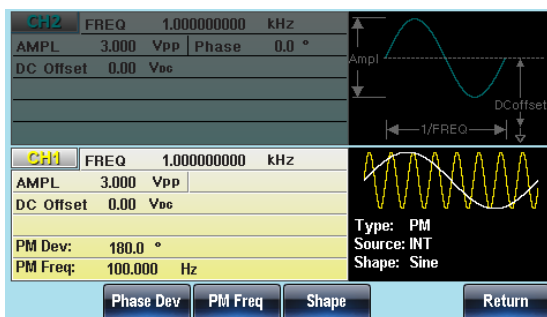 CH2 FREQ 1.000000000 kHz
AMPL 3.000 Vpp Phase 0.0 °
DC Offset 0.00 VDC
Ampl
DCoffset
1/FREQ
CH1 FREQ 1.000000000 kHz
AMPL 3.000 Vpp
DC Offset 0.00 VDC
PM Dev: 180.0 °
PM Freq: 100.000 Hz
Type: PM
Source: INT
Shape: Sine
Phase Dev PM Freq Shape Return